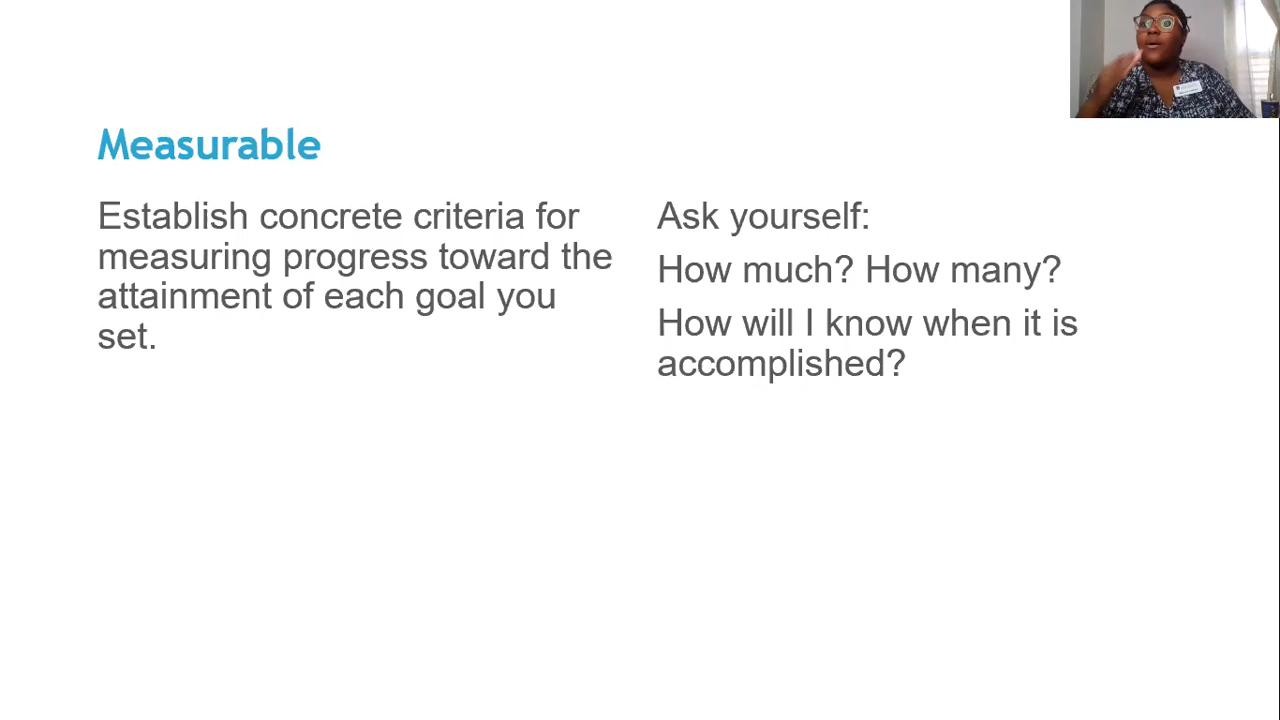 Measurable
Establish concrete criteria for
measuring progress toward the
attainment of each goal you
set.
Ask yourself:
How much? How many?
How will I know when it is
accomplished?